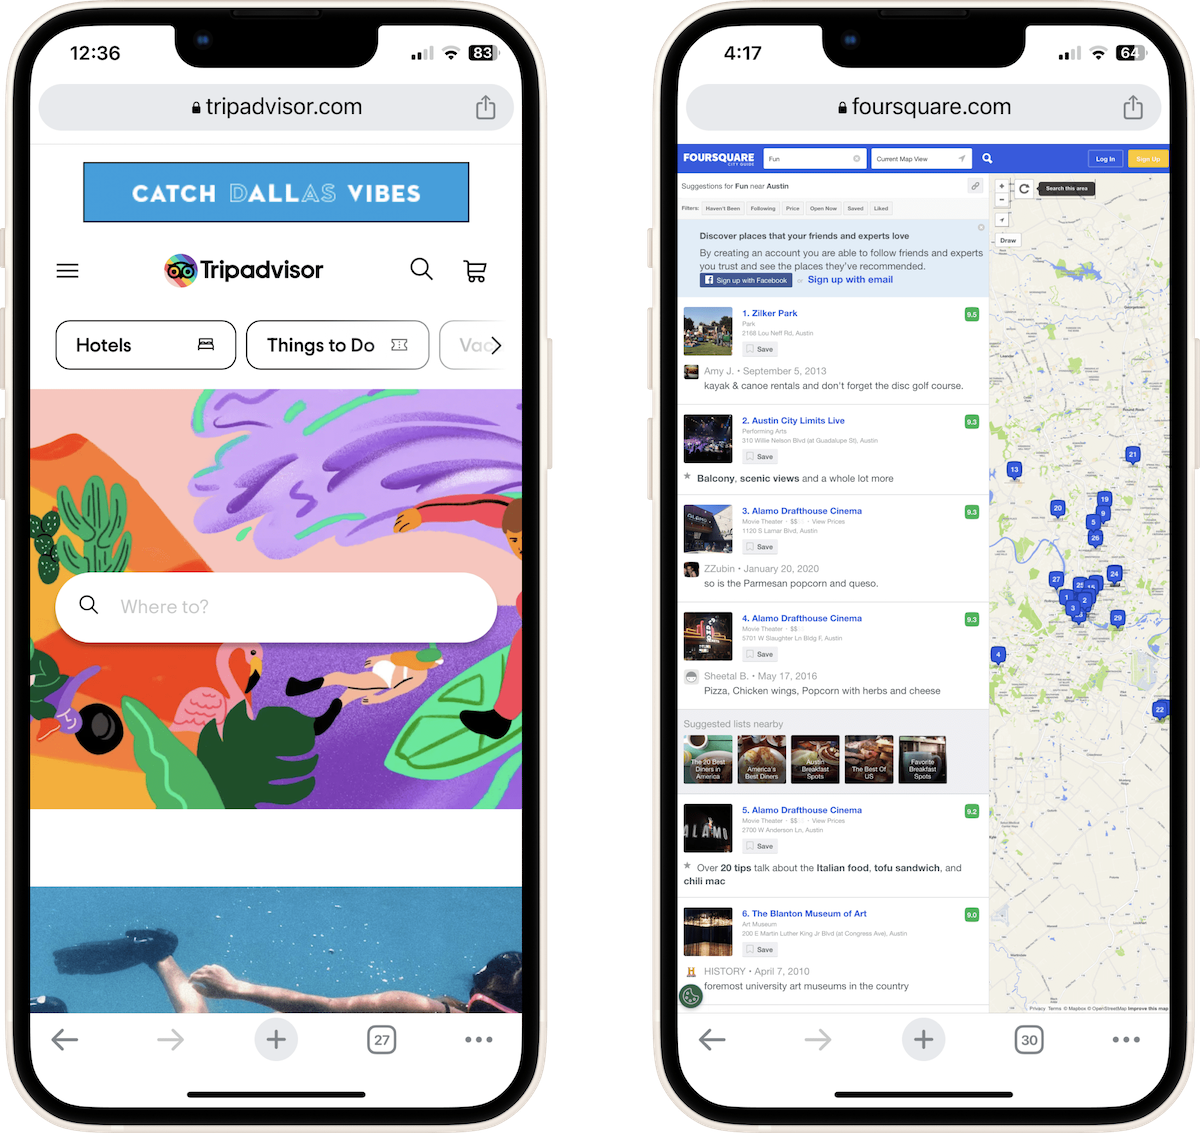 12:36
83
tripadvisor.com
CATCH DALLAS VIBES
Tripadvisor
Hotels
Things to Do
Vac
Where to?
27
4:17
64
foursquare.com
FOURSQUARE
CITY GUIDE
Fun
Current Map View
Log In
Sign Up
Suggestions for Fun near Austin
Filters:
Haven't Been
Following
Price
Open Now
Saved
Liked
Discover places that your friends and experts love
By creating an account you are able to follow friends and experts
you trust and see the places they've recommended.
Sign up with Facebook
or
Sign up with email
1. Zilker Park
9.5
Park
2168 Lou Neff Rd, Austin
Save
Amy J. • September 5, 2013
kayak & canoe rentals and don't forget the disc golf course.
2. Austin City Limits Live
9.3
Performing Arts
310 Willie Nelson Blvd (at Guadalupe St), Austin
Save
Balcony, scenic views and a whole lot more
3. Alamo Drafthouse Cinema
9.3
Movie Theater · $$ · View Prices
1120 S Lamar Blvd, Austin
Save
ZZubin • January 20, 2020
so is the Parmesan popcorn and queso.
4. Alamo Drafthouse Cinema
9.3
Movie Theater · $$
5701 W Slaughter Ln Bldg F, Austin
Save
Sheetal B. • May 17, 2016
Pizza, Chicken wings, Popcorn with herbs and cheese
Suggested lists nearby
The 20 Best Diners in America
America's Best Diners
Austin Breakfast Spots
The Best Of US
Favorite Breakfast Spots
5. Alamo Drafthouse Cinema
9.2
Movie Theater · $$ · View Prices
2700 W Anderson Ln, Austin
ALAMO
Save
Over 20 tips talk about the Italian food, tofu sandwich, and
chili mac
6. The Blanton Museum of Art
9.0
Art Museum
200 E Martin Luther King Jr Blvd (at Congress Ave), Austin
Save
HISTORY • April 7, 2010
foremost university art museums in the country
+
−
Search this area
Draw
21
13
19
20
9
5
26
27
25
15
24
1
2
3
29
4
22
Privacy Terms © Mapbox © OpenStreetMap Improve this map
30